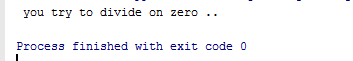 you try to divide on zero ..
Process finished with exit code 0